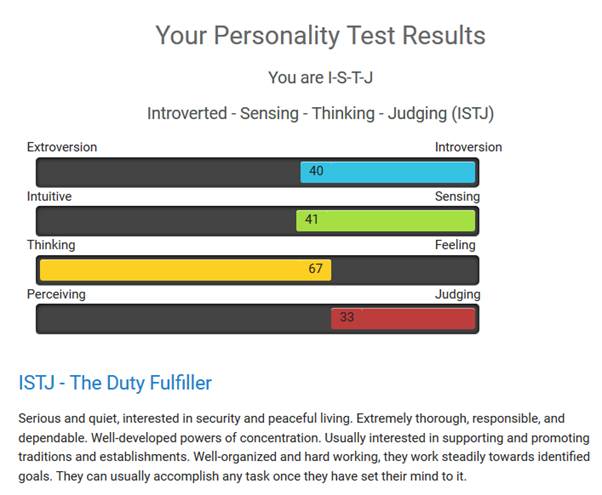 Your Personality Test Results
You are I-S-T-J
Introverted - Sensing - Thinking - Judging (ISTJ)
Extroversion Introversion
40
Intuitive Sensing
41
Thinking Feeling
67
Perceiving Judging
33
ISTJ - The Duty Fulfiller
Serious and quiet, interested in security and peaceful living. Extremely thorough, responsible, and
dependable. Well-developed powers of concentration. Usually interested in supporting and promoting
traditions and establishments. Well-organized and hard working, they work steadily towards identified
goals. They can usually accomplish any task once they have set their mind to it.